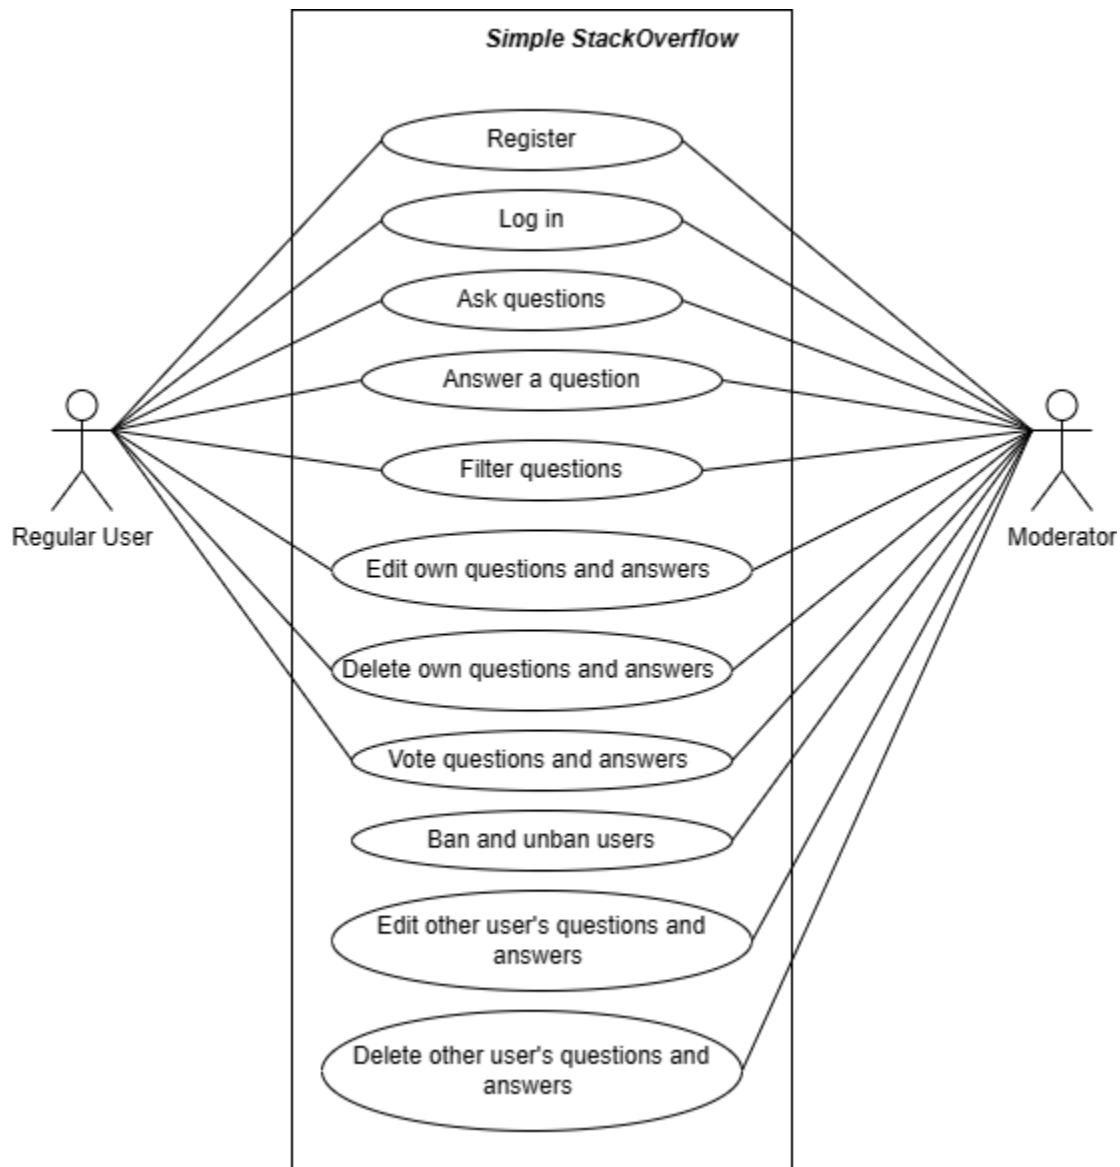 Simple StackOverflow
Register
Log in
Ask questions
Answer a question
Filter questions
Regular User
Moderator
Edit own questions and answers
Delete own questions and answers
Vote questions and answers
Ban and unban users
Edit other user's questions and
answers
Delete other user's questions and
answers